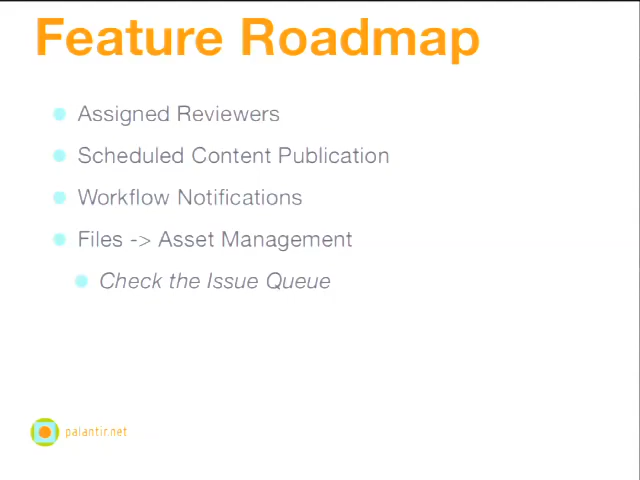 Feature Roadmap
Assigned Reviewers
Scheduled Content Publication
Workflow Notifications
Files -> Asset Management
Check the Issue Queue
palantir.net